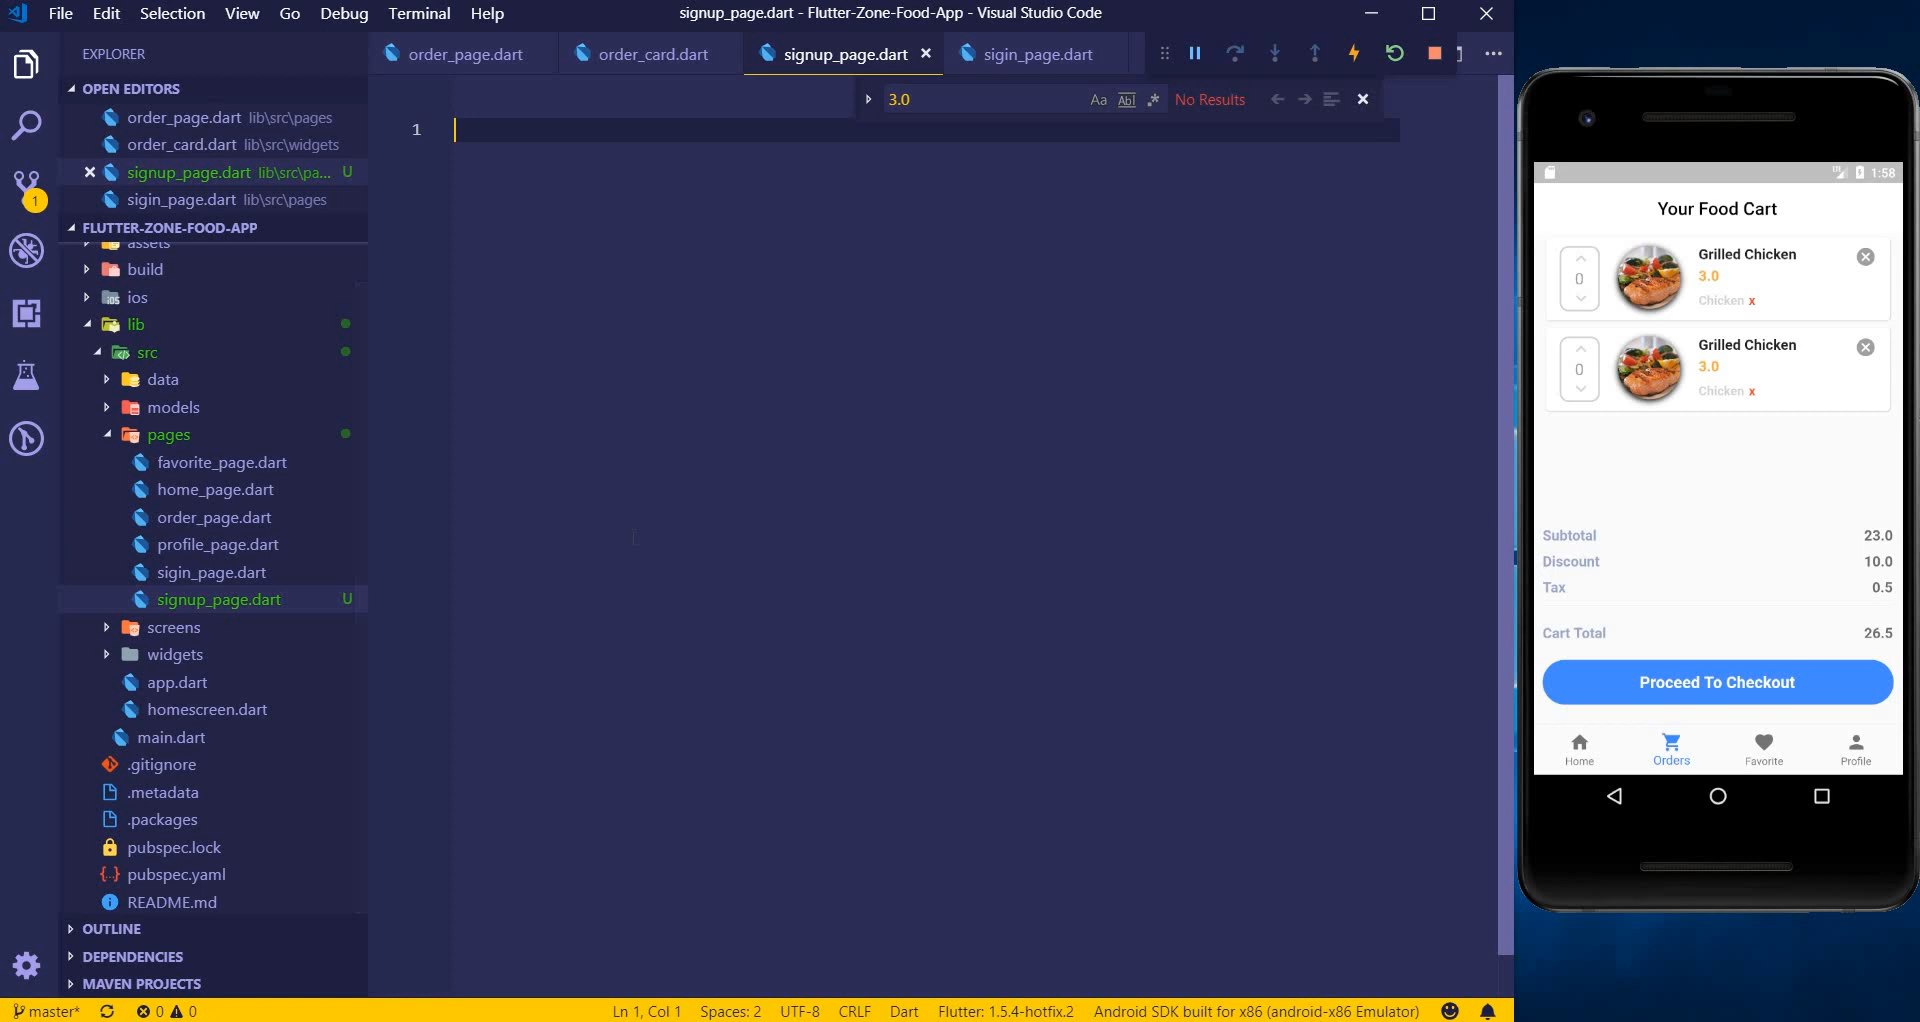 File Edit Selection View Go Debug Terminal Help
signup_page.dart - Flutter-Zone-Food-App - Visual Studio Code
EXPLORER
order_page.dart
order_card.dart
signup_page.dart
sigin_page.dart
OPEN EDITORS
order_page.dart lib\src\pages
order_card.dart lib\src\widgets
signup_page.dart lib\src\pa... U
sigin_page.dart lib\src\pages
3.0
Aa Abl .* No Results
1
FLUTTER-ZONE-FOOD-APP
assets
build
ios
lib
src
data
models
pages
favorite_page.dart
home_page.dart
order_page.dart
profile_page.dart
sigin_page.dart
signup_page.dart U
screens
widgets
app.dart
homescreen.dart
main.dart
.gitignore
.metadata
.packages
pubspec.lock
pubspec.yaml
README.md
OUTLINE
DEPENDENCIES
MAVEN PROJECTS
1
master* 0 0
Ln 1, Col 1 Spaces: 2 UTF-8 CRLF Dart Flutter: 1.5.4-hotfix.2 Android SDK built for x86 (android-x86 Emulator)
1:58
Your Food Cart
Grilled Chicken
0
3.0
Chicken x
Grilled Chicken
0
3.0
Chicken x
Subtotal 23.0
Discount 10.0
Tax 0.5
Cart Total 26.5
Proceed To Checkout
Home Orders Favorite Profile